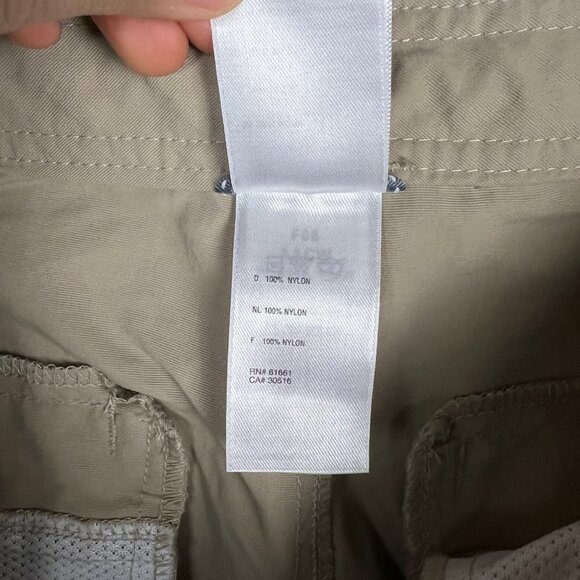 D 100% NYLON
NL 100% NYLON
F 100% NYLON
RN# 81661
CA# 30516